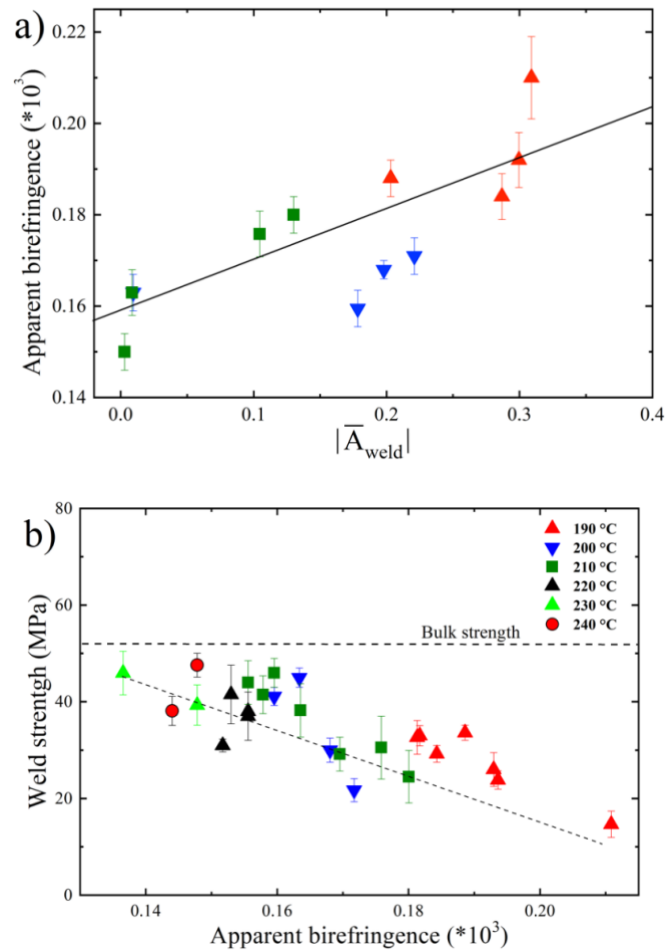 a)
0.22
0.20
0.18
0.16
0.14
Apparent birefringence (*10³)
0.0 0.1 0.2 0.3 0.4
|A̅weld|
b)
80
60
40
20
0
Weld strentgh (MPa)
190 °C
200 °C
210 °C
220 °C
230 °C
240 °C
Bulk strength
0.14 0.16 0.18 0.20
Apparent birefringence (*10³)